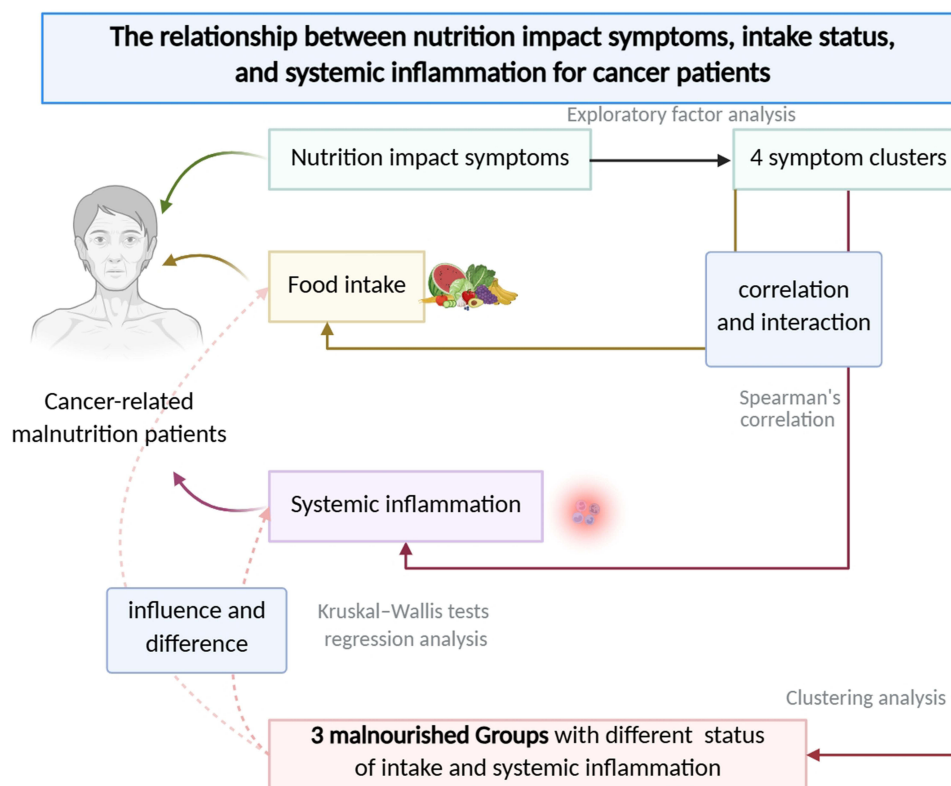 The relationship between nutrition impact symptoms, intake status,
and systemic inflammation for cancer patients
Exploratory factor analysis
Nutrition impact symptoms
4 symptom clusters
Food intake
correlation
and interaction
Cancer-related
malnutrition patients
Spearman's
correlation
Systemic inflammation
influence and
difference
Kruskal–Wallis tests
regression analysis
Clustering analysis
3 malnourished Groups with different status
of intake and systemic inflammation